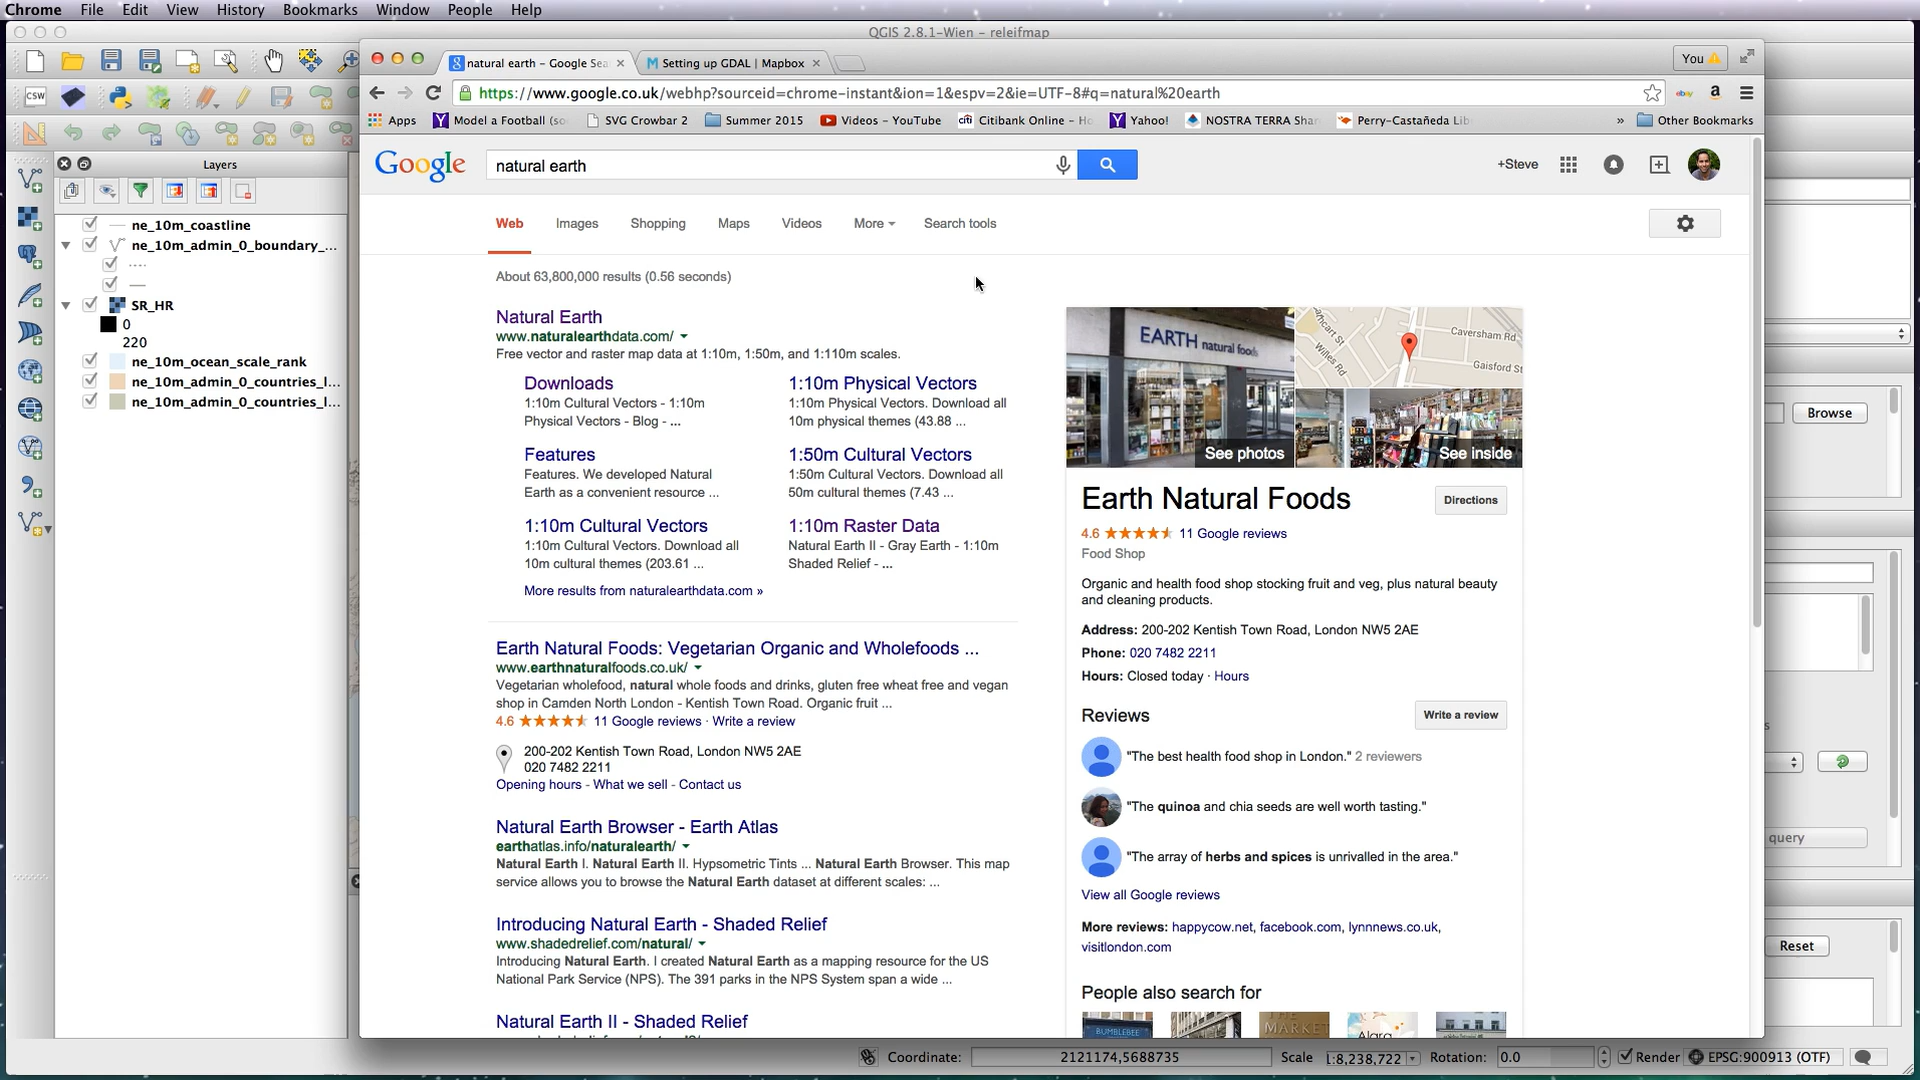 Chrome File Edit View History Bookmarks Window People Help
QGIS 2.8.1-Wien – releifmap
natural earth - Google Sea
Setting up GDAL | Mapbox
You
https://www.google.co.uk/webhp?sourceid=chrome-instant&ion=1&espv=2&ie=UTF-8#q=natural%20earth
Apps Model a Football (so SVG Crowbar 2 Summer 2015 Videos - YouTube Citibank Online - Ho Yahoo! NOSTRA TERRA Shar Perry-Castañeda Lib » Other Bookmarks
CSW
Layers
ne_10m_coastline
ne_10m_admin_0_boundary_...
SR_HR
0
220
ne_10m_ocean_scale_rank
ne_10m_admin_0_countries_l...
ne_10m_admin_0_countries_l...
Google
natural earth
+Steve
Web Images Shopping Maps Videos More Search tools
About 63,800,000 results (0.56 seconds)
Natural Earth
www.naturalearthdata.com/
Free vector and raster map data at 1:10m, 1:50m, and 1:110m scales.
Downloads
1:10m Cultural Vectors - 1:10m
Physical Vectors - Blog - ...
1:10m Physical Vectors
1:10m Physical Vectors. Download all
10m physical themes (43.88 ...
Features
Features. We developed Natural
Earth as a convenient resource ...
1:50m Cultural Vectors
1:50m Cultural Vectors. Download all
50m cultural themes (7.43 ...
1:10m Cultural Vectors
1:10m Cultural Vectors. Download all
10m cultural themes (203.61 ...
1:10m Raster Data
Natural Earth II - Gray Earth - 1:10m
Shaded Relief - ...
More results from naturalearthdata.com »
Earth Natural Foods: Vegetarian Organic and Wholefoods ...
www.earthnaturalfoods.co.uk/
Vegetarian wholefood, natural whole foods and drinks, gluten free wheat free and vegan
shop in Camden North London - Kentish Town Road. Organic fruit ...
4.6 11 Google reviews · Write a review
200-202 Kentish Town Road, London NW5 2AE
020 7482 2211
Opening hours - What we sell - Contact us
Natural Earth Browser - Earth Atlas
earthatlas.info/naturalearth/
Natural Earth I. Natural Earth II. Hypsometric Tints ... Natural Earth Browser. This map
service allows you to browse the Natural Earth dataset at different scales: ...
Introducing Natural Earth - Shaded Relief
www.shadedrelief.com/natural/
Introducing Natural Earth. I created Natural Earth as a mapping resource for the US
National Park Service (NPS). The 391 parks in the NPS System span a wide ...
Natural Earth II - Shaded Relief
EARTH natural foods
See photos
Caversham Rd
Gaisford St
Willes Rd
See inside
Earth Natural Foods
Directions
4.6 11 Google reviews
Food Shop
Organic and health food shop stocking fruit and veg, plus natural beauty
and cleaning products.
Address: 200-202 Kentish Town Road, London NW5 2AE
Phone: 020 7482 2211
Hours: Closed today · Hours
Reviews
Write a review
"The best health food shop in London." 2 reviewers
"The quinoa and chia seeds are well worth tasting."
"The array of herbs and spices is unrivalled in the area."
View all Google reviews
More reviews: happycow.net, facebook.com, lynnnews.co.uk,
visitlondon.com
People also search for
BUMBLEBEE
THE
MARKET
Alara
Browse
query
Reset
Coordinate: 2121174,5688735 Scale 1:8,238,722 Rotation: 0.0 Render EPSG:900913 (OTF)